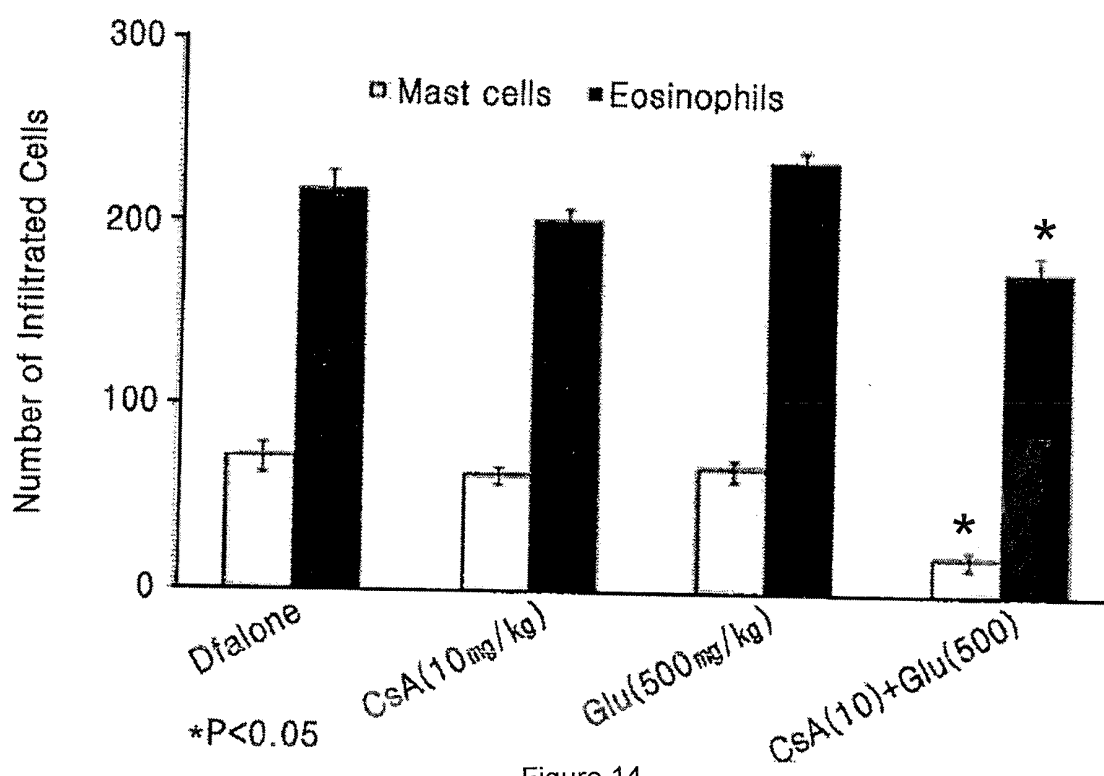 300
□ Mast cells ■ Eosinophils
Number of Infiltrated Cells
200
100
0
Dfalone
CsA(10㎎/㎏)
Glu(500㎎/㎏)
CsA(10)+Glu(500)
*
*
*P<0.05
Figure 14